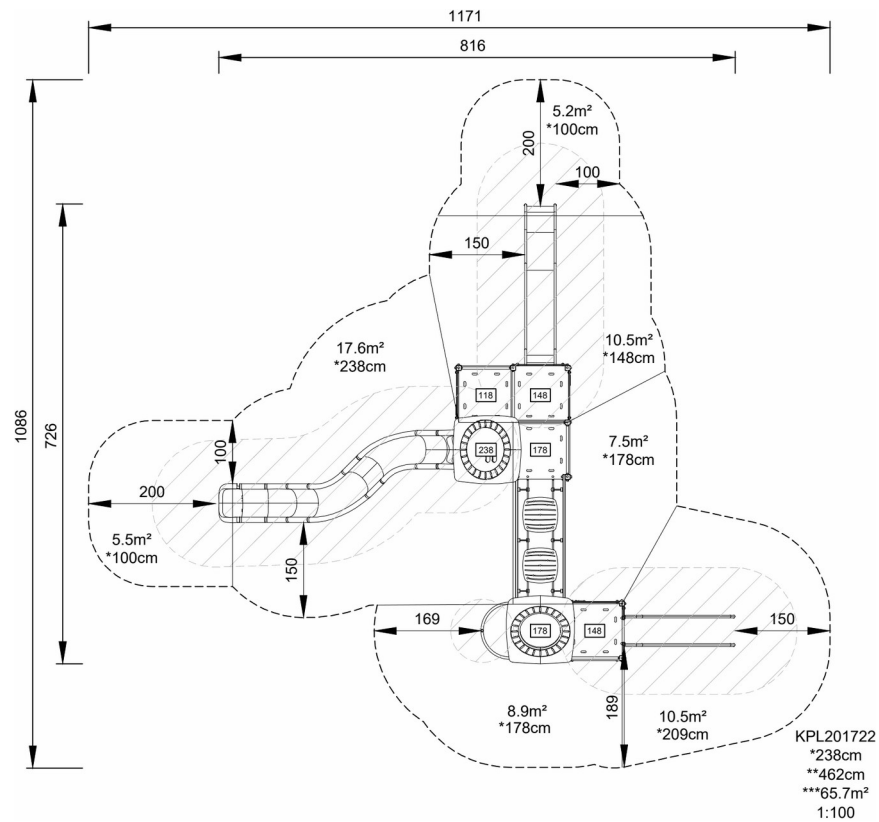 1171
816
5.2m²
*100cm
200
100
150
17.6m²
*238cm
10.5m²
*148cm
118
148
1086
726
100
238
178
7.5m²
*178cm
200
5.5m²
*100cm
150
169
178
148
150
8.9m²
*178cm
189
10.5m²
*209cm
KPL201722
*238cm
**462cm
***65.7m²
1:100